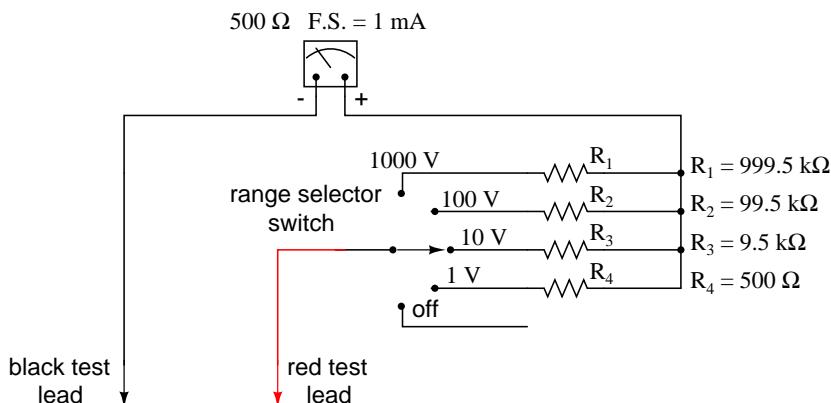 500 Ω F.S. = 1 mA
- +
1000 V R₁ R₁ = 999.5 kΩ
range selector
switch
100 V R₂ R₂ = 99.5 kΩ
10 V R₃ R₃ = 9.5 kΩ
1 V R₄ R₄ = 500 Ω
off
black test
lead
red test
lead